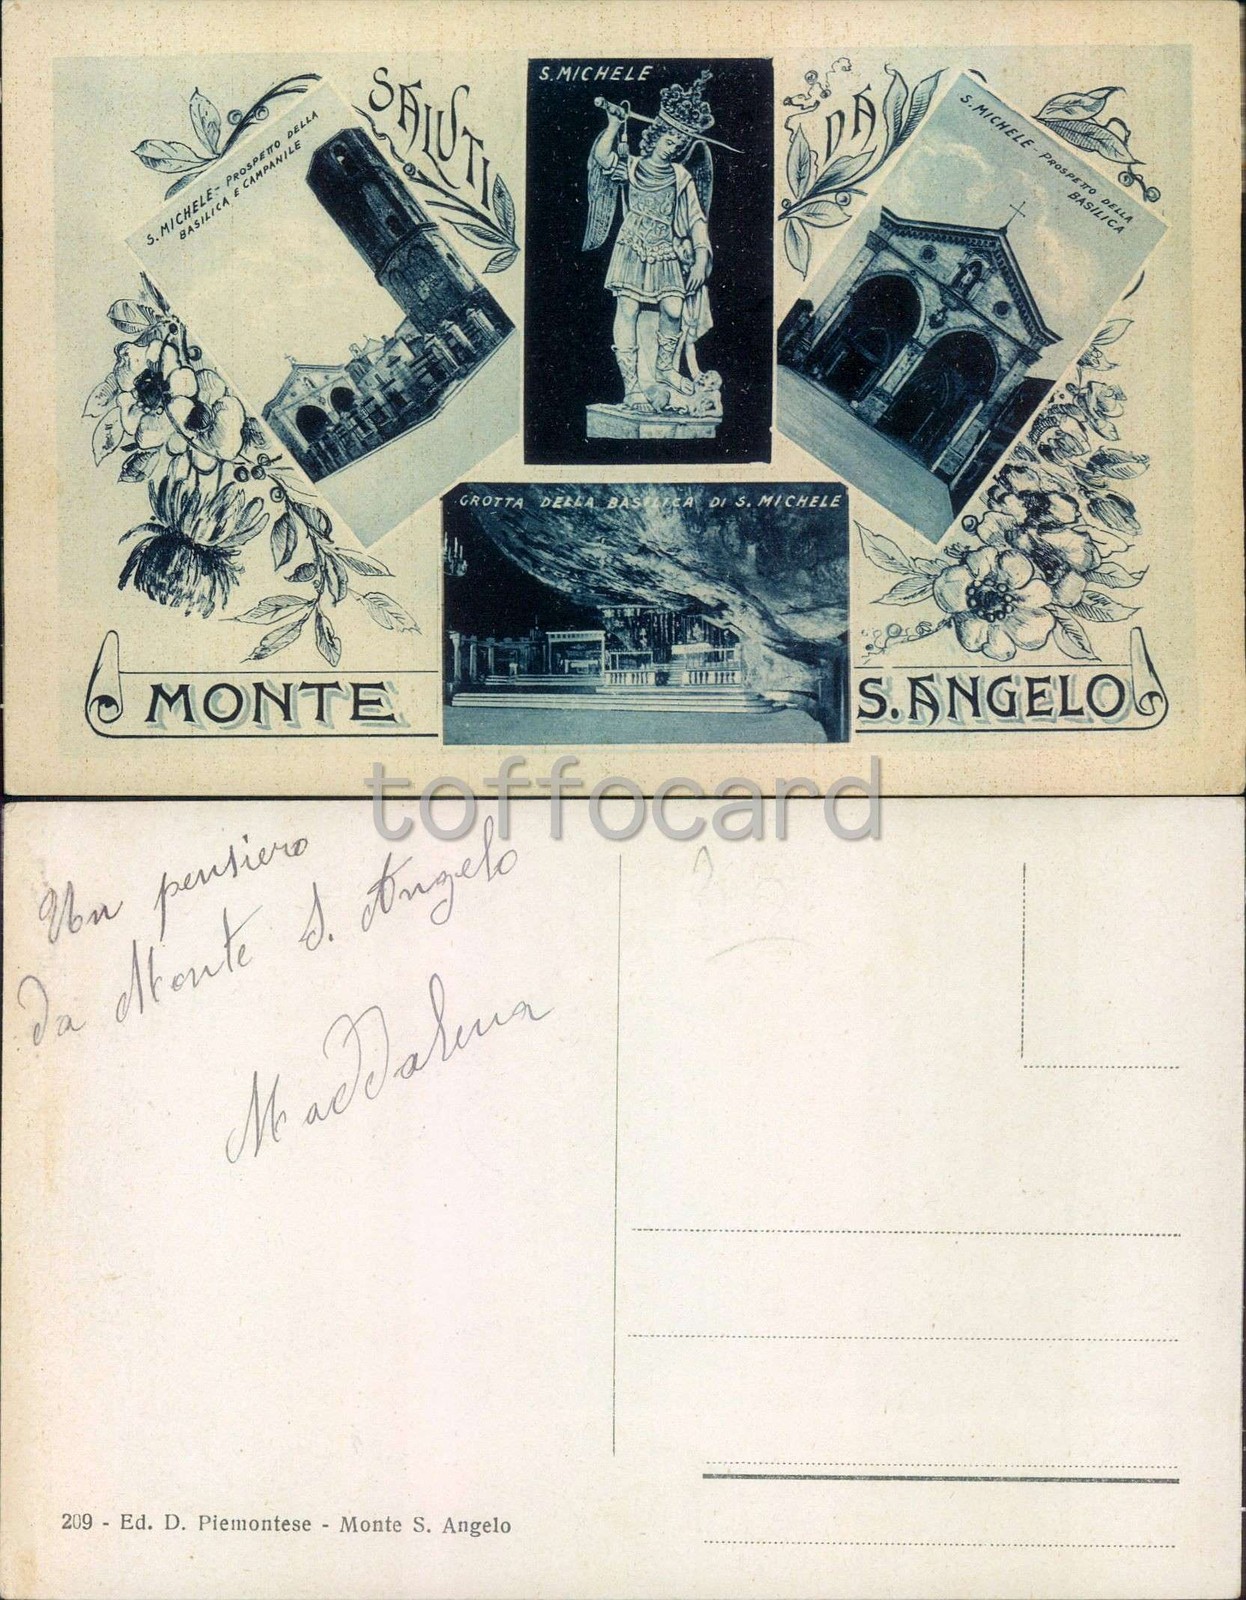 SALUTI
DA
S. MICHELE - PROSPETTO DELLA
BASILICA E CAMPANILE
S. MICHELE
S. MICHELE - PROSPETTO DELLA
BASILICA
GROTTA DELLA BASILICA DI S. MICHELE
MONTE
S. ANGELO
toffocard
Un pensiero
da Monte S. Angelo
Maddalena
209 - Ed. D. Piemontese - Monte S. Angelo